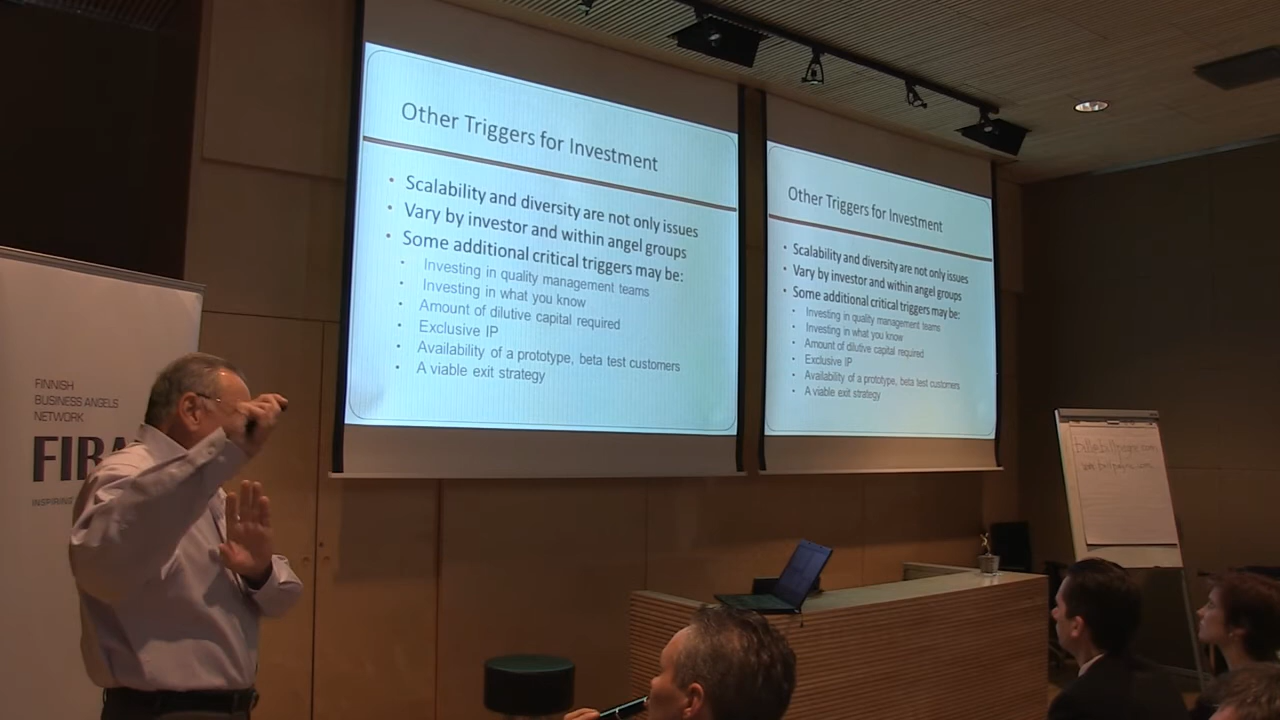 FINNISH
BUSINESS ANGELS
NETWORK
Other Triggers for Investment
• Scalability and diversity are not only issues
• Vary by investor and within angel groups
• Some additional critical triggers may be:
• Investing in quality management teams
• Investing in what you know
• Amount of dilutive capital required
• Exclusive IP
• Availability of a prototype, beta test customers
• A viable exit strategy
Other Triggers for Investment
• Scalability and diversity are not only issues
• Vary by investor and within angel groups
• Some additional critical triggers may be:
• Investing in quality management teams
• Investing in what you know
• Amount of dilutive capital required
• Exclusive IP
• Availability of a prototype, beta test customers
• A viable exit strategy